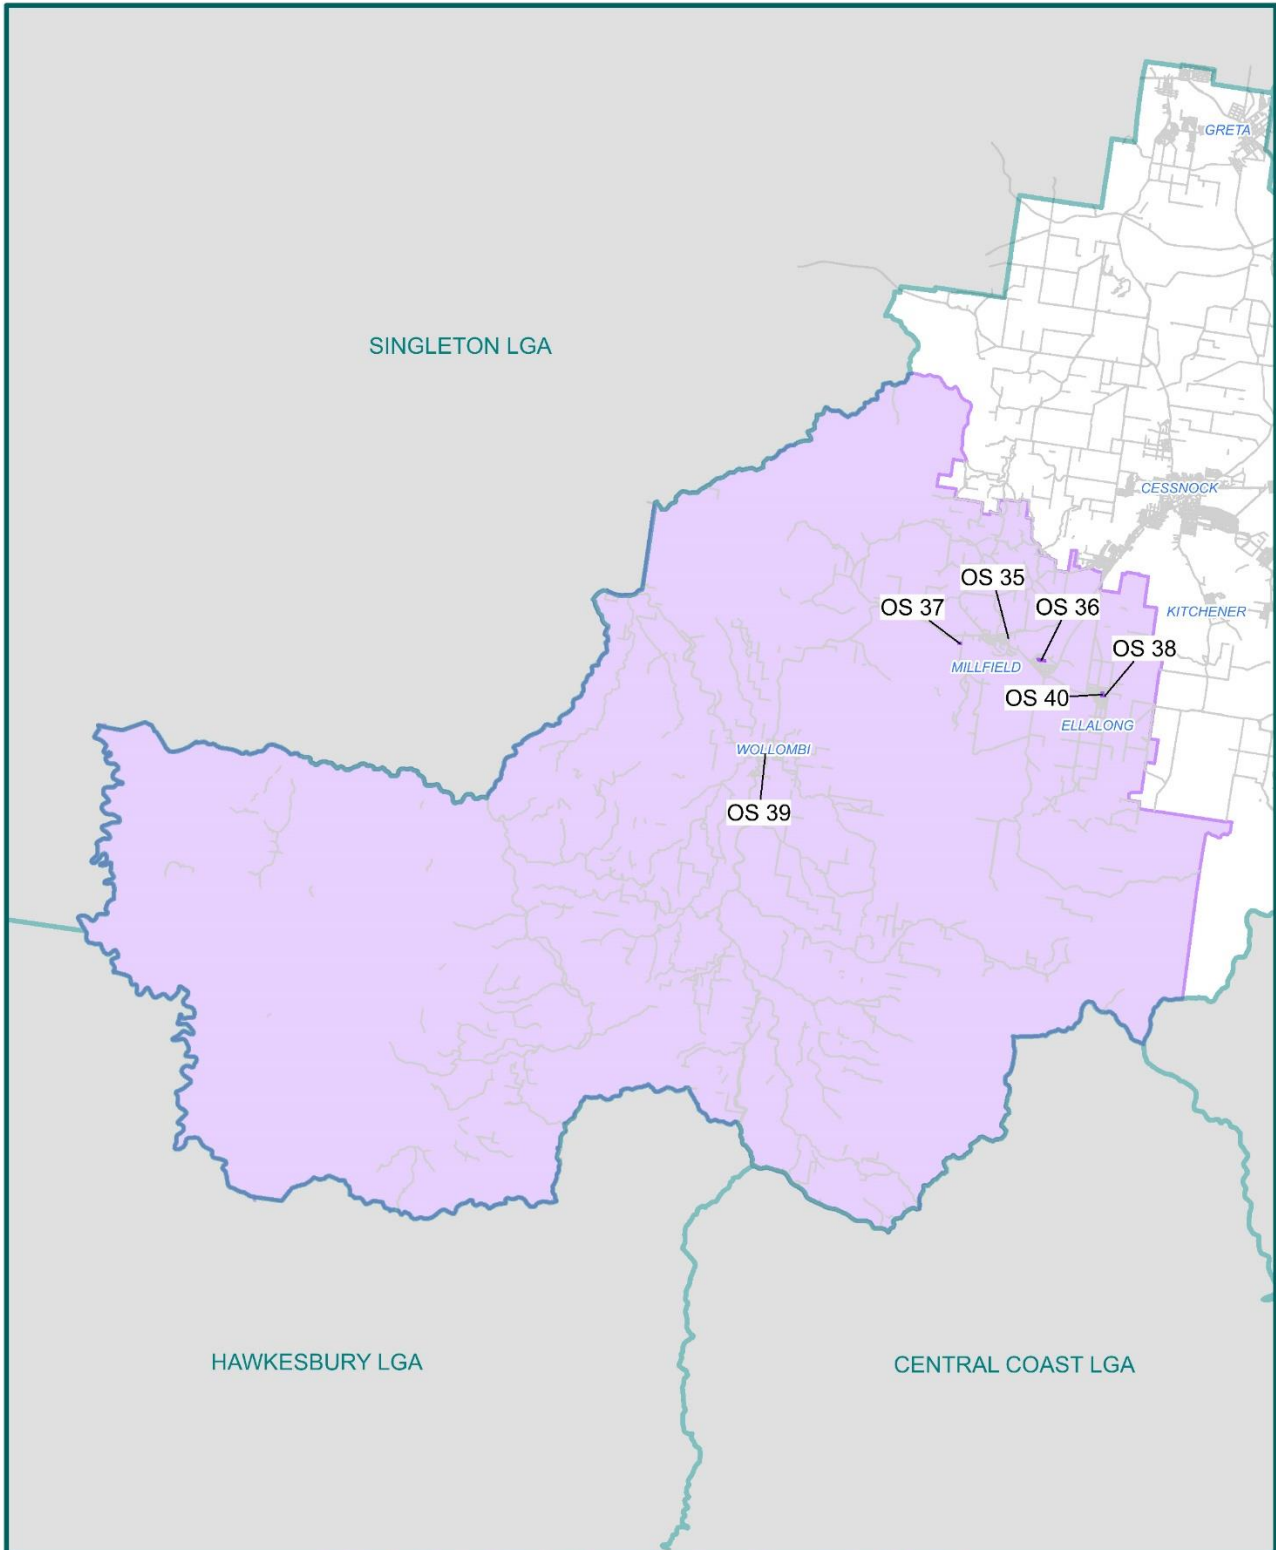 GRETA
SINGLETON LGA
CESSNOCK
OS 35
OS 37
OS 36
KITCHENER
OS 38
MILLFIELD
OS 40
ELLALONG
WOLLOMBI
OS 39
HAWKESBURY LGA
CENTRAL COAST LGA